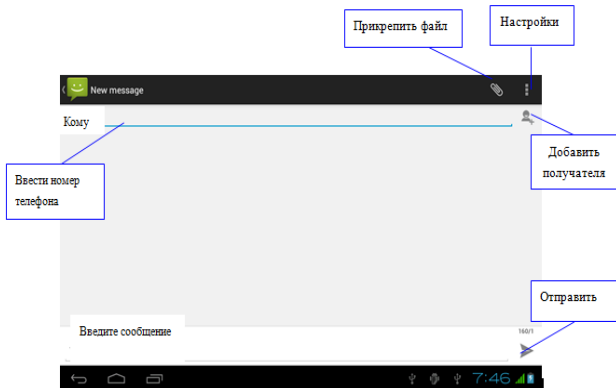 Прикрепить файл
Настройки
New message
Кому
Добавить
получателя
Ввести номер
телефона
Отправить
Введите сообщение
160/1
7:46